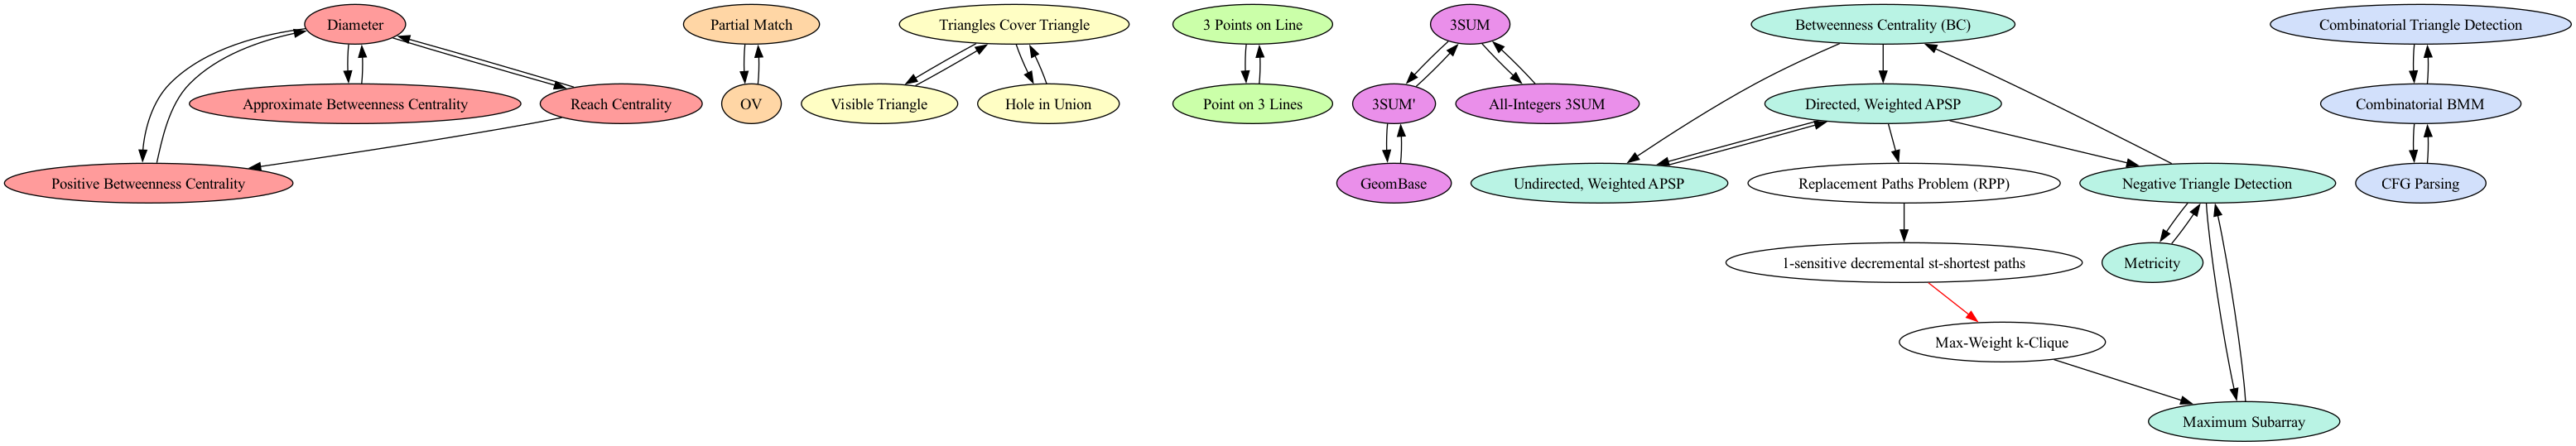 Diameter
Partial Match
Triangles Cover Triangle
3 Points on Line
3SUM
Betweenness Centrality (BC)
Combinatorial Triangle Detection
Approximate Betweenness Centrality
Reach Centrality
OV
Visible Triangle
Hole in Union
Point on 3 Lines
3SUM'
All-Integers 3SUM
Directed, Weighted APSP
Combinatorial BMM
Positive Betweenness Centrality
GeomBase
Undirected, Weighted APSP
Replacement Paths Problem (RPP)
Negative Triangle Detection
CFG Parsing
1-sensitive decremental st-shortest paths
Metricity
Max-Weight k-Clique
Maximum Subarray